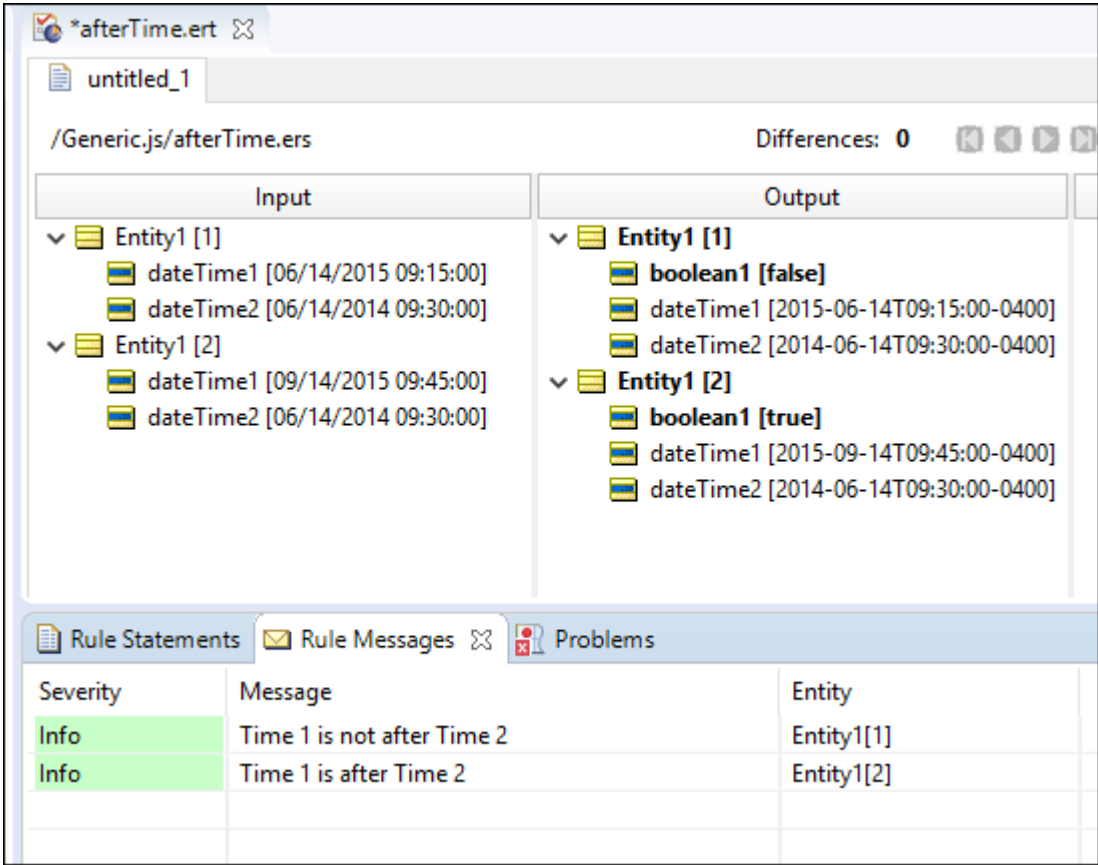 *afterTime.ert
untitled_1
/Generic.js/afterTime.ers Differences: 0
Input Output
Entity1 [1] Entity1 [1]
dateTime1 [06/14/2015 09:15:00] boolean1 [false]
dateTime2 [06/14/2014 09:30:00] dateTime1 [2015-06-14T09:15:00-0400]
Entity1 [2] dateTime2 [2014-06-14T09:30:00-0400]
dateTime1 [09/14/2015 09:45:00] Entity1 [2]
dateTime2 [06/14/2014 09:30:00] boolean1 [true]
dateTime1 [2015-09-14T09:45:00-0400]
dateTime2 [2014-06-14T09:30:00-0400]
Rule Statements Rule Messages Problems
Severity Message Entity
Info Time 1 is not after Time 2 Entity1[1]
Info Time 1 is after Time 2 Entity1[2]